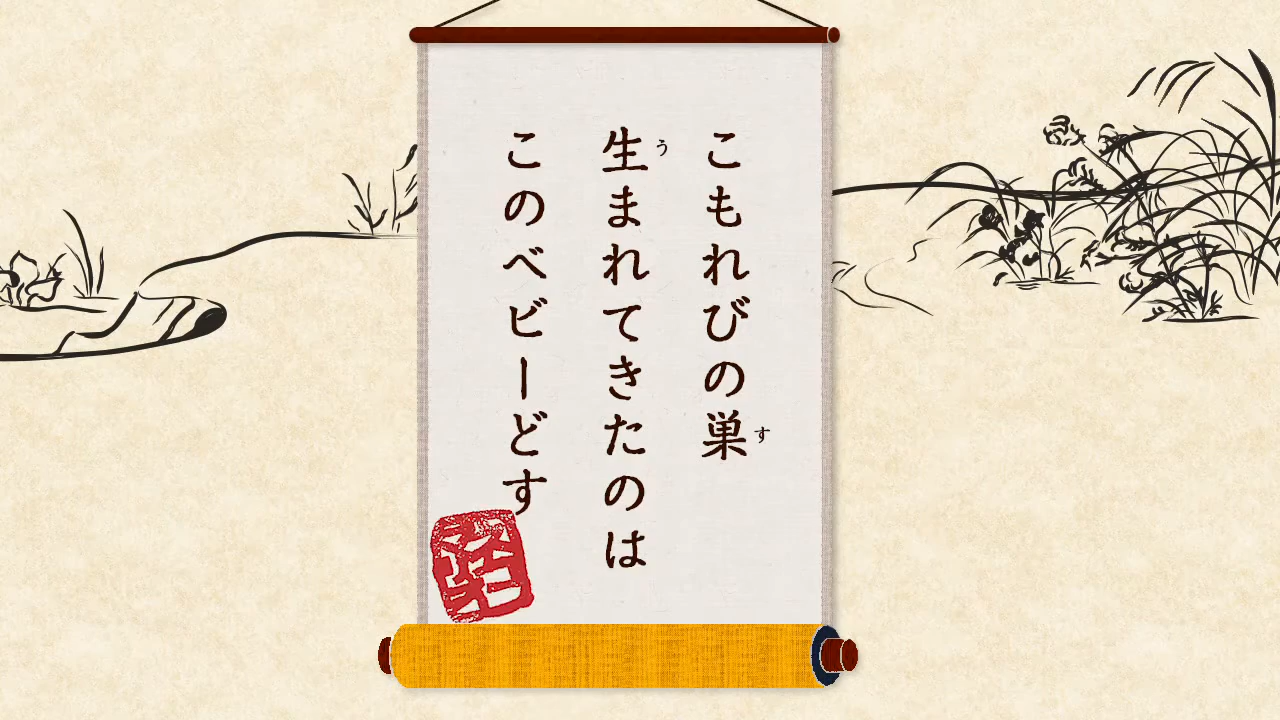 こもれびの巣
生まれてきたのは
このベビーどす